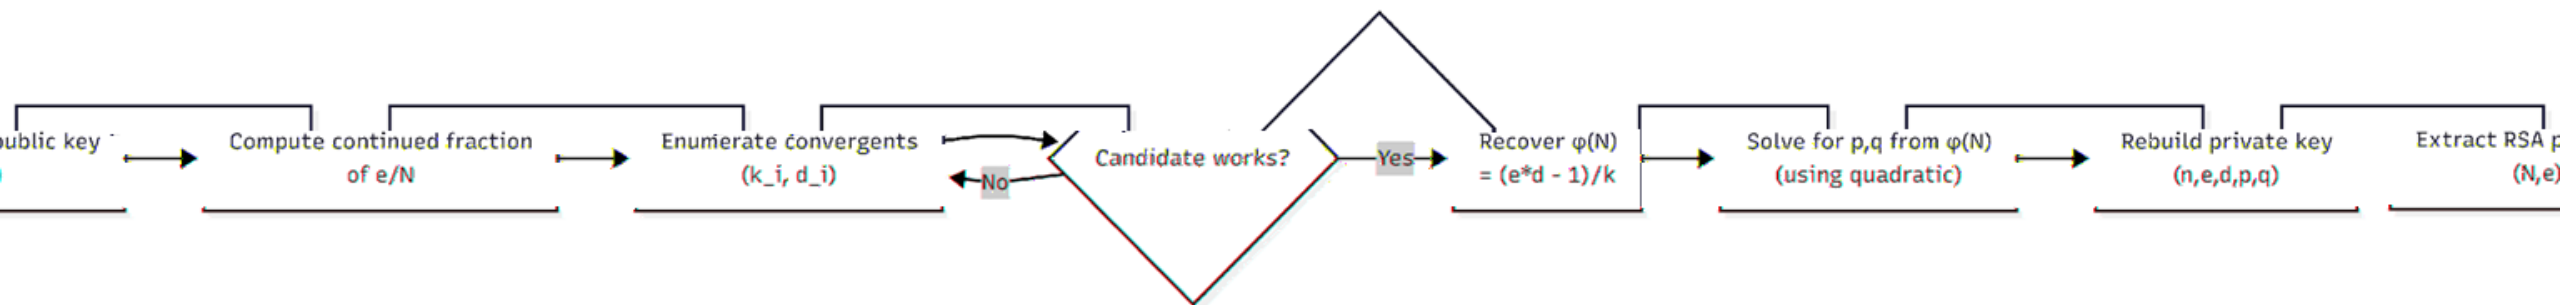 public key
Compute continued fraction
of e/N
Enumerate convergents
(k_i, d_i)
No
Candidate works?
Yes
Recover φ(N)
= (e*d - 1)/k
Solve for p,q from φ(N)
(using quadratic)
Rebuild private key
(n,e,d,p,q)
Extract RSA p
(N,e)